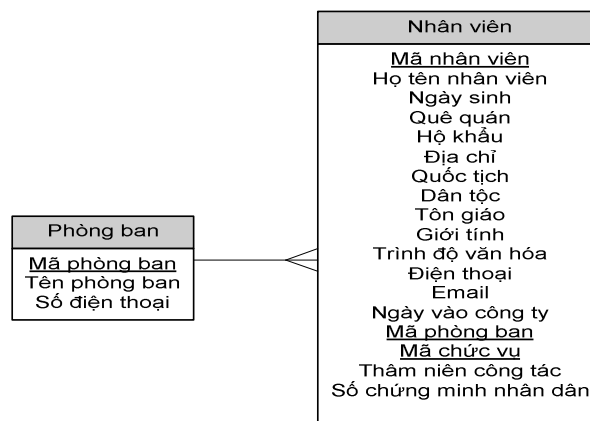 Phòng ban
Mã phòng ban
Tên phòng ban
Số điện thoại
Nhân viên
Mã nhân viên
Họ tên nhân viên
Ngày sinh
Quê quán
Hộ khẩu
Địa chỉ
Quốc tịch
Dân tộc
Tôn giáo
Giới tính
Trình độ văn hóa
Điện thoại
Email
Ngày vào công ty
Mã phòng ban
Mã chức vụ
Thâm niên công tác
Số chứng minh nhân dân